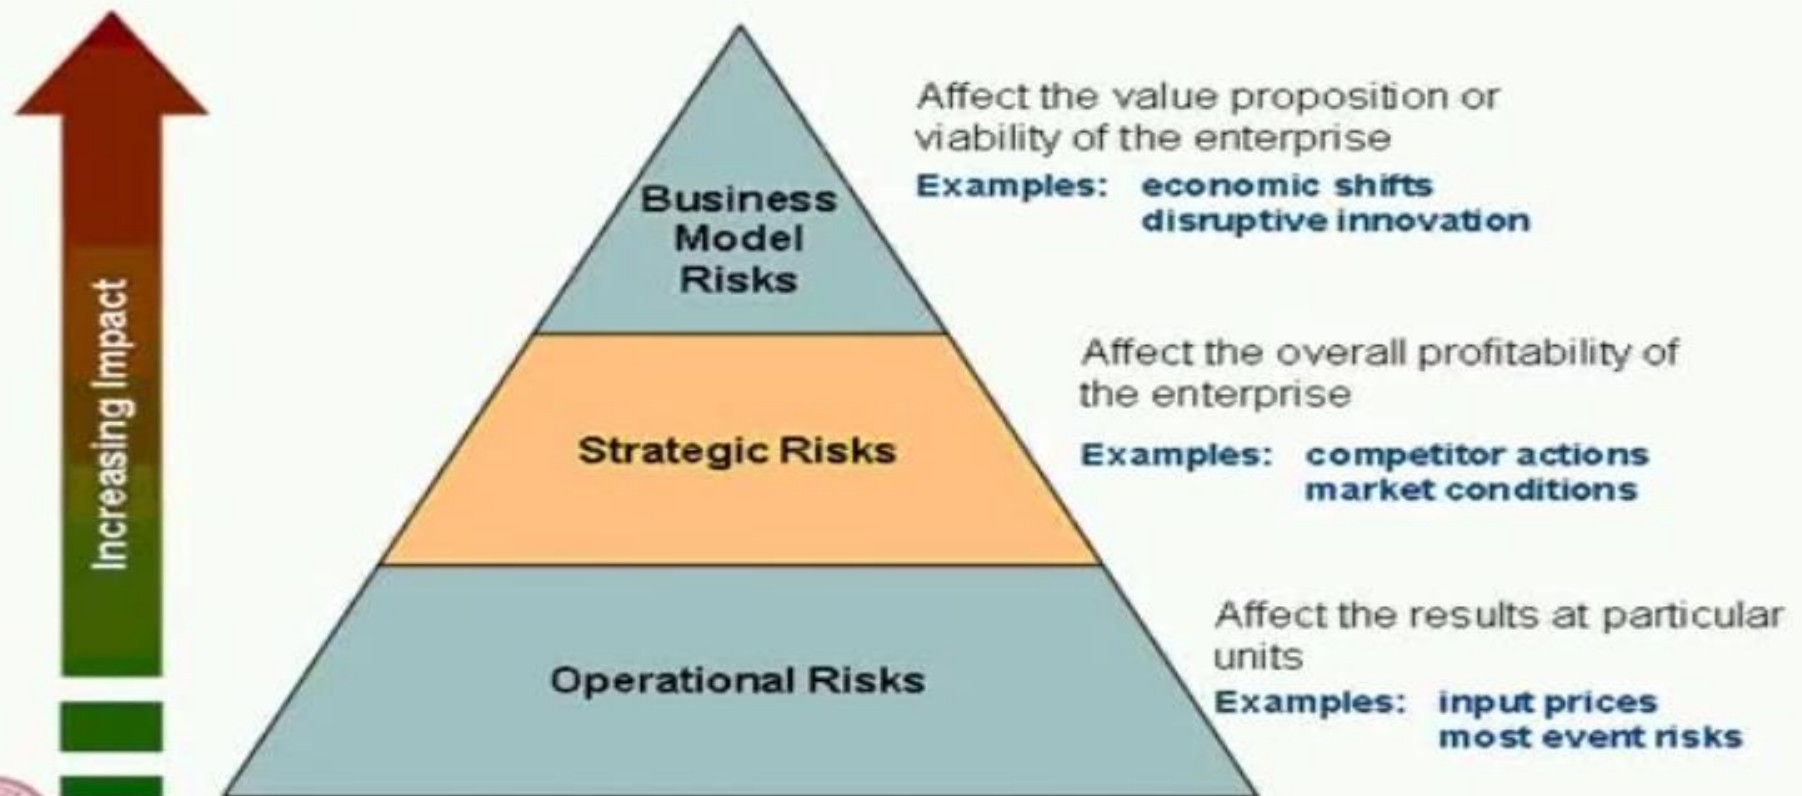 Increasing Impact
Business
Model
Risks
Affect the value proposition or
viability of the enterprise
Examples: economic shifts
disruptive innovation
Strategic Risks
Affect the overall profitability of
the enterprise
Examples: competitor actions
market conditions
Operational Risks
Affect the results at particular
units
Examples: input prices
most event risks